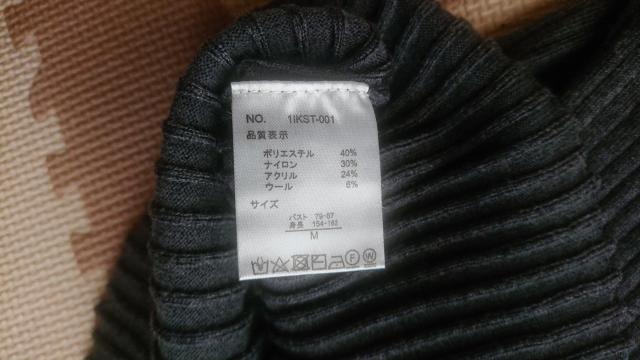 NO. 1IKST-001
品質表示
ポリエステル 40%
ナイロン 30%
アクリル 24%
ウール 6%
サイズ
バスト 79-87
身長 154-162
M
F W